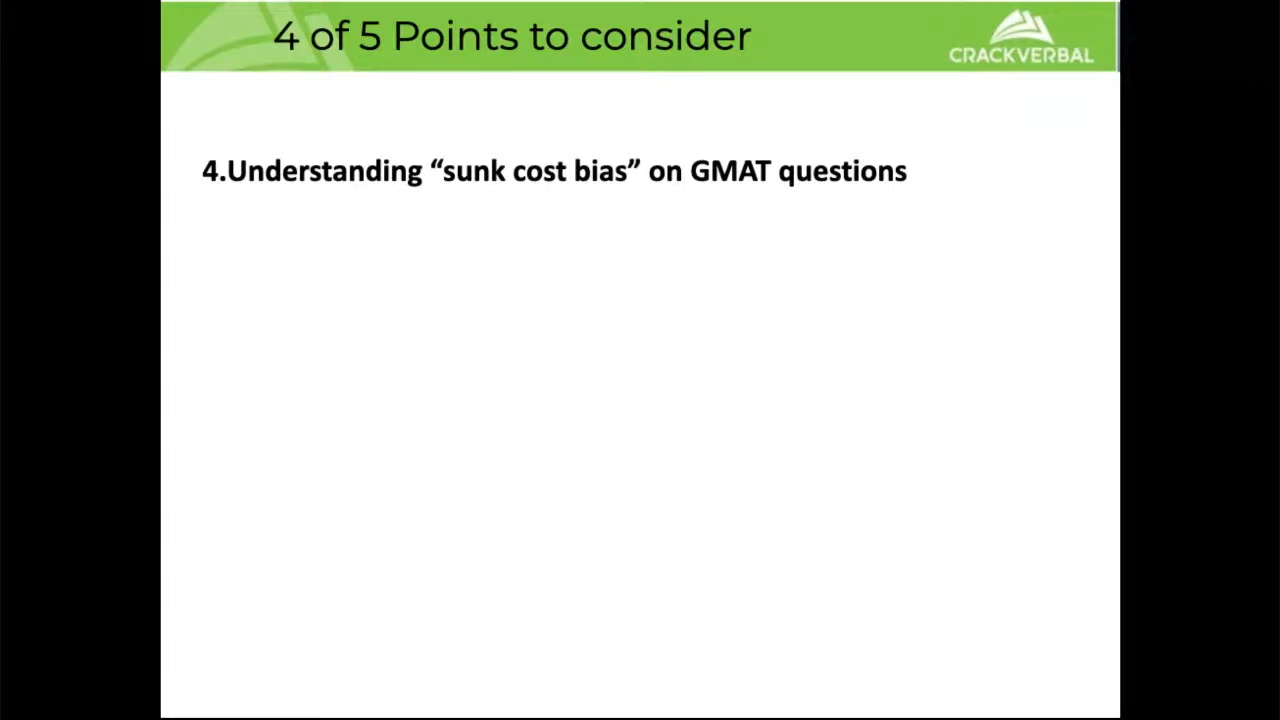 4 of 5 Points to consider
CRACKVERBAL
4.Understanding “sunk cost bias” on GMAT questions